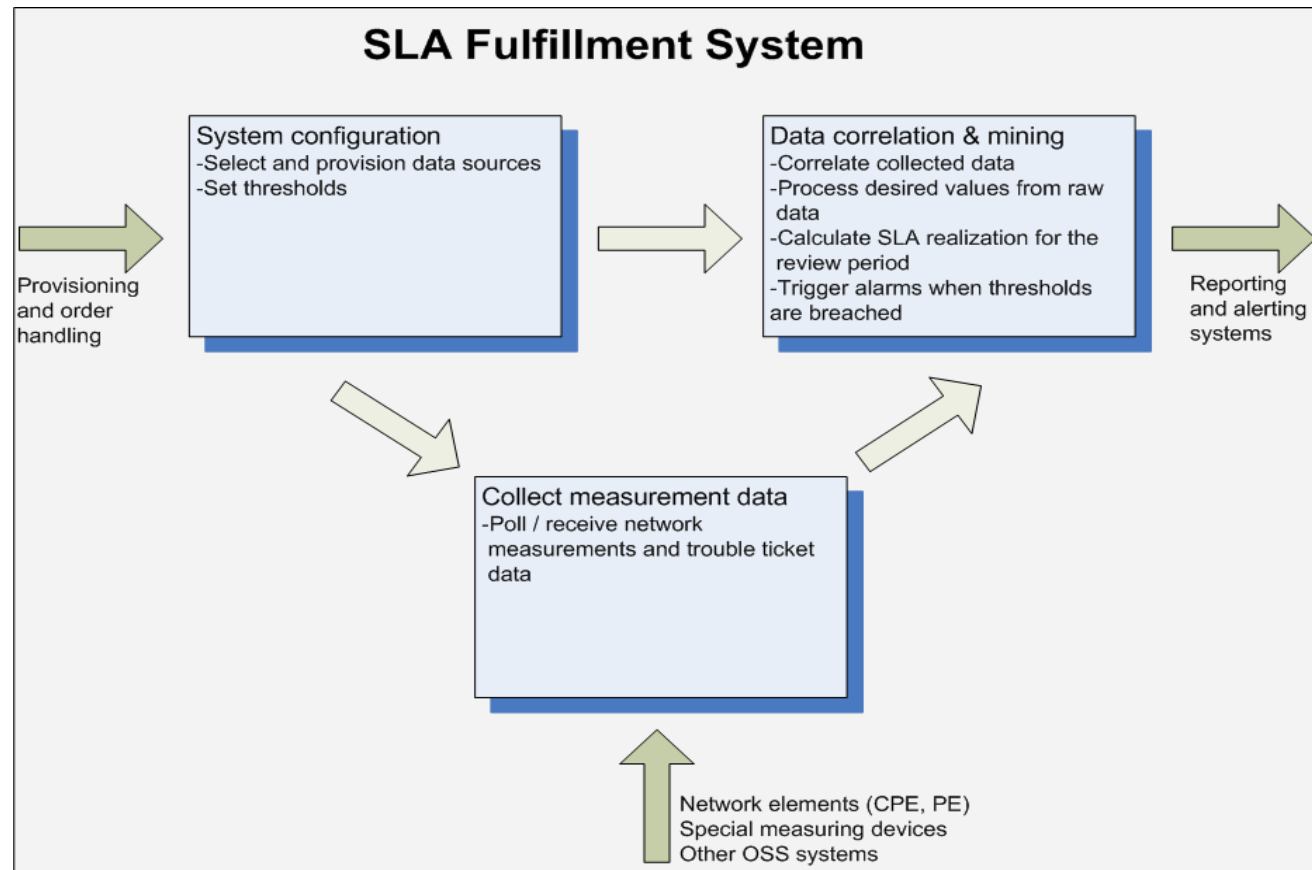 SLA Fulfillment System
System configuration
-Select and provision data sources
-Set thresholds
Data correlation & mining
-Correlate collected data
-Process desired values from raw
data
-Calculate SLA realization for the
review period
-Trigger alarms when thresholds
are breached
Provisioning
and order
handling
Reporting
and alerting
systems
Collect measurement data
-Poll / receive network
measurements and trouble ticket
data
Network elements (CPE, PE)
Special measuring devices
Other OSS systems